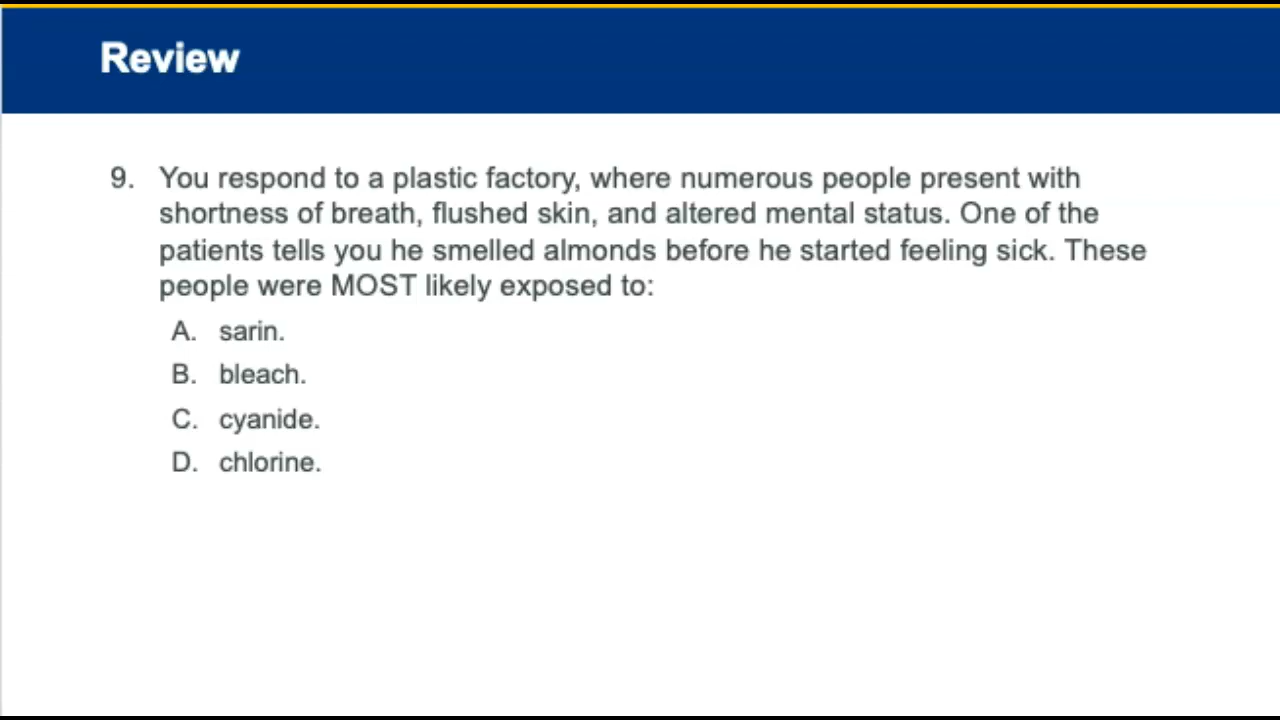 Review
9. You respond to a plastic factory, where numerous people present with
shortness of breath, flushed skin, and altered mental status. One of the
patients tells you he smelled almonds before he started feeling sick. These
people were MOST likely exposed to:
A. sarin.
B. bleach.
C. cyanide.
D. chlorine.